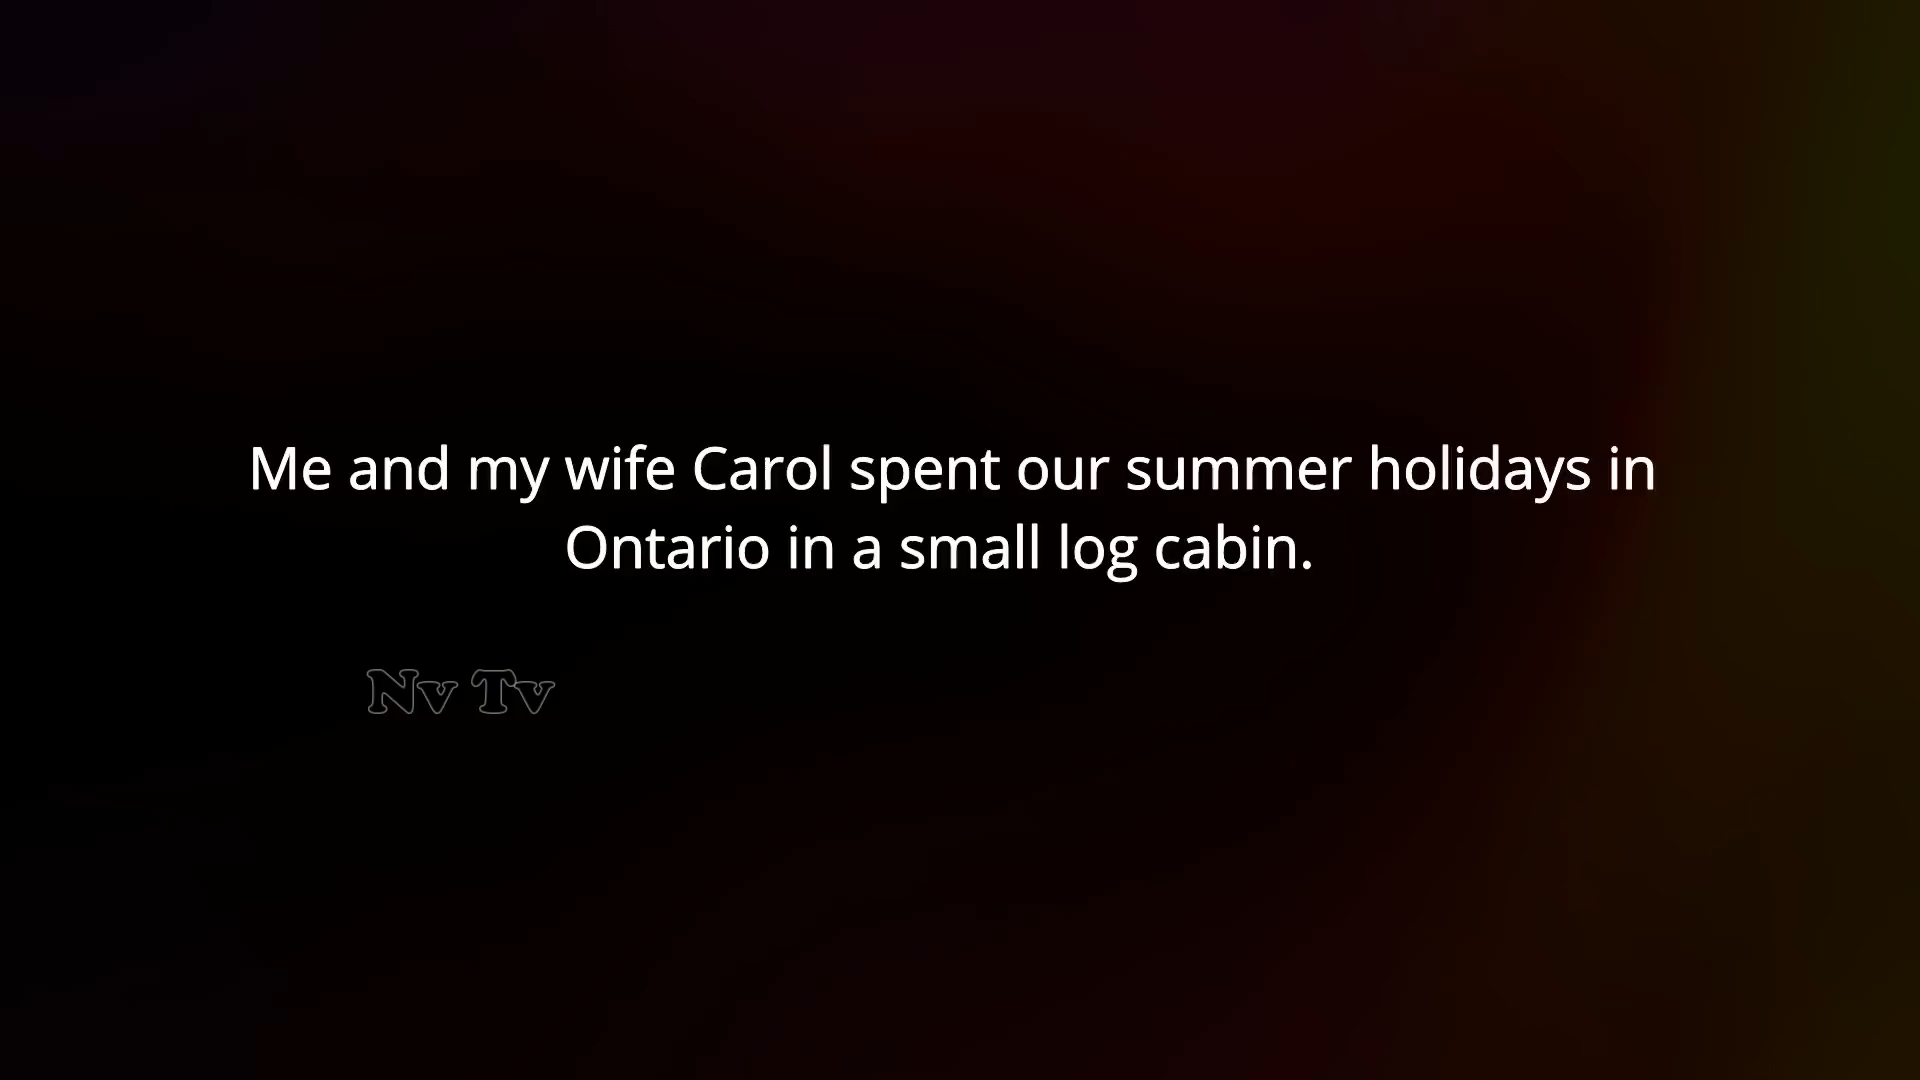 Me and my wife Carol spent our summer holidays in
Ontario in a small log cabin.
Nv Tv